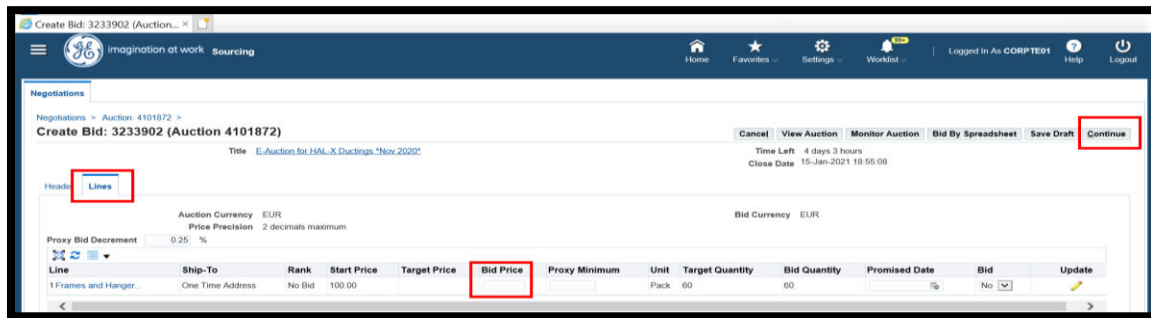 Create Bid: 3233902 (Auction...
GE imagination at work Sourcing
99+
Home Favorites Settings Worklist Logged In As CORPTE01 Help Logout
Negotiations
Negotiations > Auction: 4101872 >
Create Bid: 3233902 (Auction 4101872)
Cancel View Auction Monitor Auction Bid By Spreadsheet Save Draft Continue
Title E-Auction for HAL-X Ductings *Nov 2020*
Time Left 4 days 3 hours
Close Date 15-Jan-2021 18:55:08
Header Lines
Auction Currency EUR
Bid Currency EUR
Price Precision 2 decimals maximum
Proxy Bid Decrement 0.25 %
Line Ship-To Rank Start Price Target Price Bid Price Proxy Minimum Unit Target Quantity Bid Quantity Promised Date Bid Update
1 Frames and Hanger... One Time Address No Bid 100.00 Pack 60 60 No